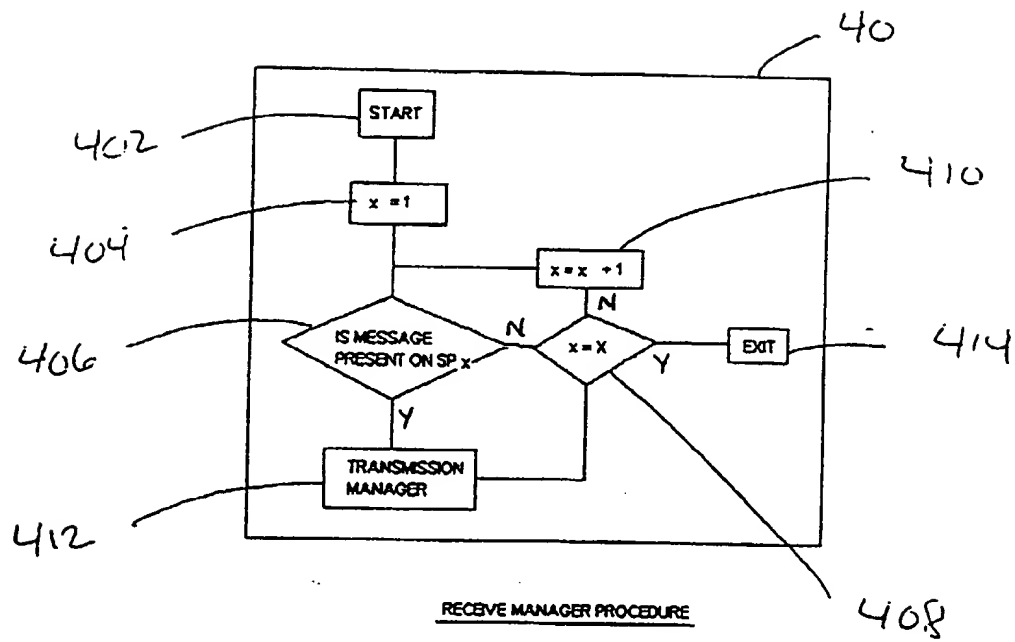 40
START
402
410
x =1
404
x=x +1
N
IS MESSAGE
PRESENT ON SP x
N
x=X
Y
EXIT
406
414
Y
TRANSMISSION
MANAGER
412
RECEIVE MANAGER PROCEDURE
408